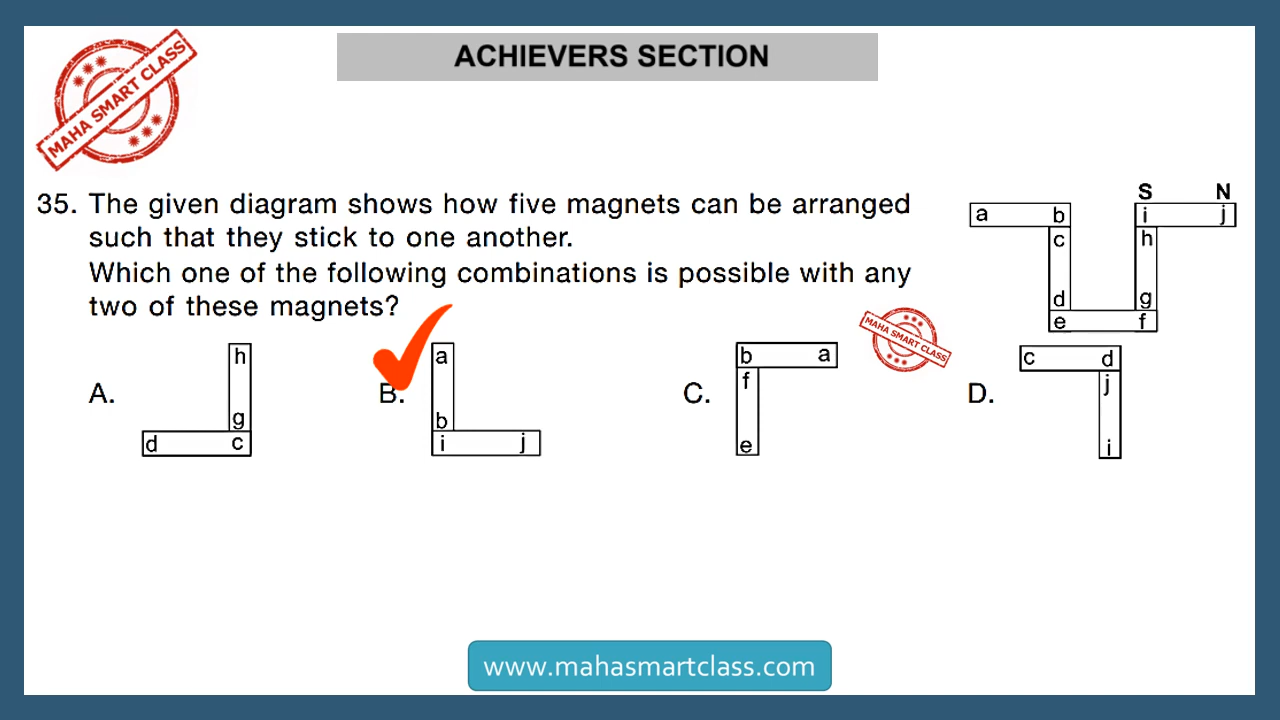 ACHIEVERS SECTION
MAHA SMART CLASS
35. The given diagram shows how five magnets can be arranged
such that they stick to one another.
Which one of the following combinations is possible with any
two of these magnets?
S N
a b i j
c h
d g
e f
MAHA SMART CLASS
A. h
g
d c
B. a
b
i j
C. b a
f
e
D. c d
j
i
www.mahasmartclass.com